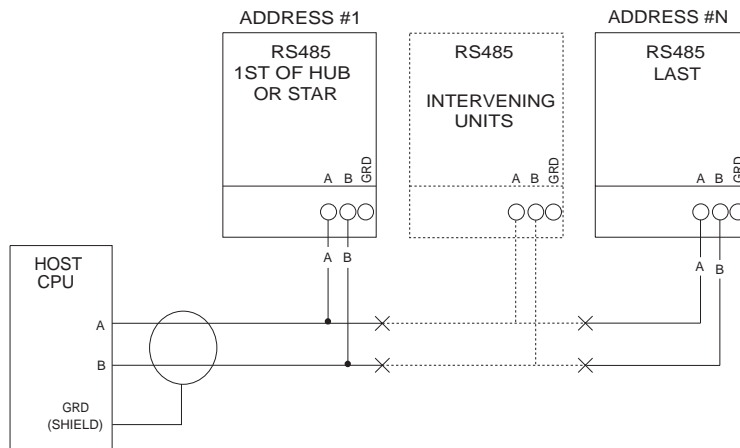 ADDRESS #1
ADDRESS #N
RS485
1ST OF HUB
OR STAR
A B GRD
RS485
INTERVENING
UNITS
A B GRD
RS485
LAST
A B GRD
A B
A B
HOST
CPU
A
B
GRD
(SHIELD)